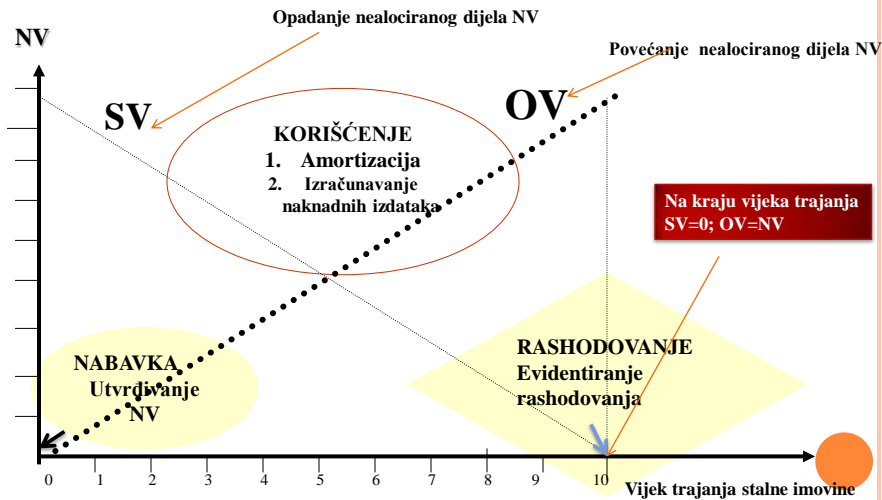 Opadanje nealociranog dijela NV
NV
Povećanje nealociranog dijela NV
SV
OV
KORIŠĆENJE
1. Amortizacija
2. Izračunavanje
naknadnih izdataka
Na kraju vijeka trajanja
SV=0; OV=NV
NABAVKA
Utvrđivanje
NV
RASHODOVANJE
Evidentiranje
rashodovanja
0 1 2 3 4 5 6 7 8 9 10
Vijek trajanja stalne imovine